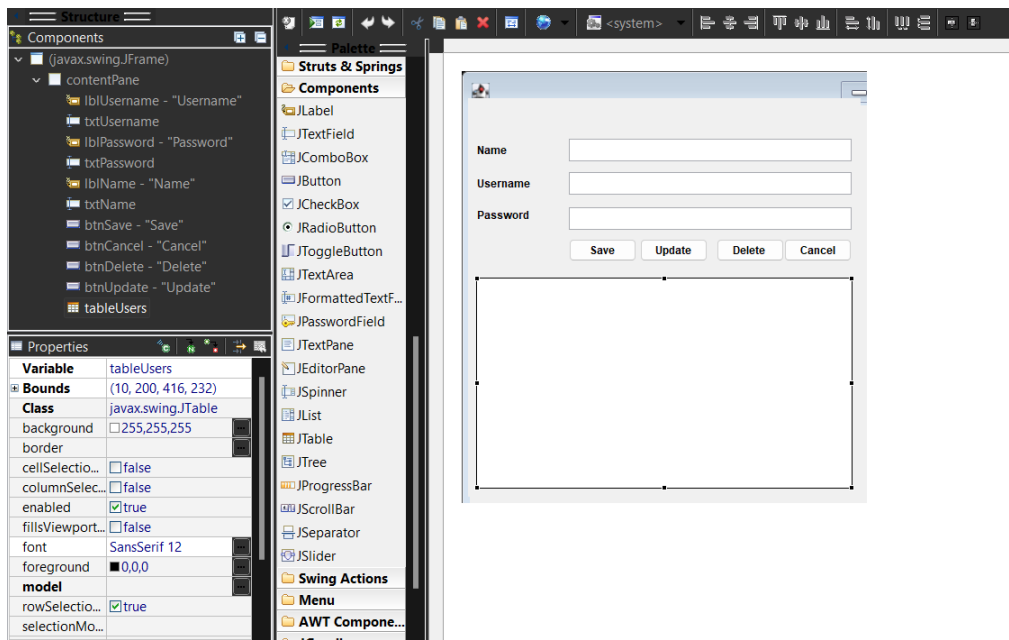 Structure
Components
(javax.swing.JFrame)
contentPane
lblUsername - "Username"
txtUsername
lblPassword - "Password"
txtPassword
lblName - "Name"
txtName
btnSave - "Save"
btnCancel - "Cancel"
btnDelete - "Delete"
btnUpdate - "Update"
tableUsers
Properties
Variable tableUsers
Bounds (10, 200, 416, 232)
Class javax.swing.JTable
background 255,255,255
border
cellSelectio... false
columnSelec... false
enabled true
fillsViewport... false
font SansSerif 12
foreground 0,0,0
model
rowSelectio... true
selectionMo...
Palette
Struts & Springs
Components
JLabel
JTextField
JComboBox
JButton
JCheckBox
JRadioButton
JToggleButton
JTextArea
JFormattedTextF...
JPasswordField
JTextPane
JEditorPane
JSpinner
JList
JTable
JTree
JProgressBar
JScrollBar
JSeparator
JSlider
Swing Actions
Menu
AWT Compone...
<system>
Name
Username
Password
Save Update Delete Cancel